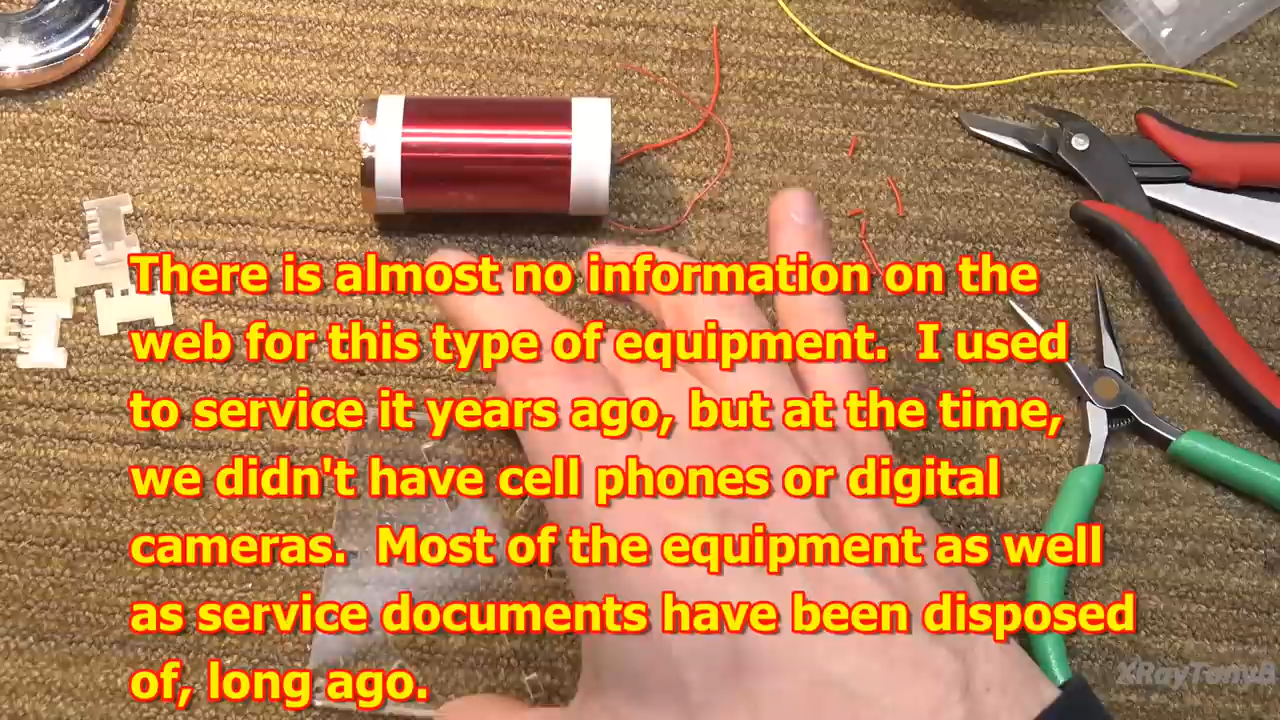 There is almost no information on the
web for this type of equipment.  I used
to service it years ago, but at the time,
we didn't have cell phones or digital
cameras.  Most of the equipment as well
as service documents have been disposed
of, long ago.